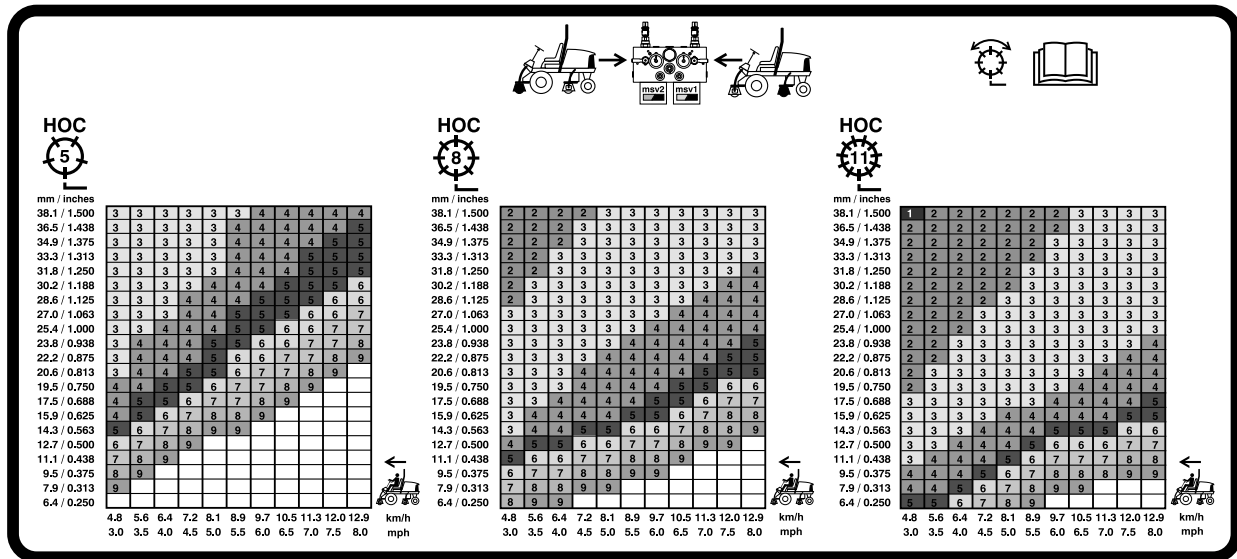 msv2 msv1
HOC
5
mm / inches
38.1 / 1.500 3 3 3 3 3 3 4 4 4 4 4
36.5 / 1.438 3 3 3 3 3 4 4 4 4 4 5
34.9 / 1.375 3 3 3 3 3 4 4 4 4 5 5
33.3 / 1.313 3 3 3 3 3 4 4 4 5 5 5
31.8 / 1.250 3 3 3 3 3 4 4 4 5 5 5
30.2 / 1.188 3 3 3 3 4 4 4 5 5 5 6
28.6 / 1.125 3 3 3 4 4 4 5 5 5 6 6
27.0 / 1.063 3 3 3 4 4 5 5 5 6 6 7
25.4 / 1.000 3 3 4 4 4 5 5 6 6 7 7
23.8 / 0.938 3 4 4 4 5 5 6 6 7 7 8
22.2 / 0.875 3 4 4 4 5 6 6 7 7 8 9
20.6 / 0.813 3 4 4 5 5 6 7 7 8 9
19.5 / 0.750 4 4 5 5 6 7 7 8 9
17.5 / 0.688 4 5 5 6 7 7 8 9
15.9 / 0.625 4 5 6 7 8 8 9
14.3 / 0.563 5 6 7 8 9 9
12.7 / 0.500 6 7 8 9
11.1 / 0.438 7 8 9
9.5 / 0.375 8 9
7.9 / 0.313 9
6.4 / 0.250
4.8 5.6 6.4 7.2 8.1 8.9 9.7 10.5 11.3 12.0 12.9 km/h
3.0 3.5 4.0 4.5 5.0 5.5 6.0 6.5 7.0 7.5 8.0 mph
HOC
8
mm / inches
38.1 / 1.500 2 2 2 2 3 3 3 3 3 3 3
36.5 / 1.438 2 2 2 3 3 3 3 3 3 3 3
34.9 / 1.375 2 2 2 3 3 3 3 3 3 3 3
33.3 / 1.313 2 2 3 3 3 3 3 3 3 3 3
31.8 / 1.250 2 2 3 3 3 3 3 3 3 3 4
30.2 / 1.188 2 3 3 3 3 3 3 3 3 4 4
28.6 / 1.125 2 3 3 3 3 3 3 3 4 4 4
27.0 / 1.063 3 3 3 3 3 3 3 4 4 4 4
25.4 / 1.000 3 3 3 3 3 3 4 4 4 4 4
23.8 / 0.938 3 3 3 3 3 4 4 4 4 4 5
22.2 / 0.875 3 3 3 3 4 4 4 4 4 5 5
20.6 / 0.813 3 3 3 3 4 4 4 4 5 5 5
19.5 / 0.750 3 3 3 4 4 4 4 5 5 6 6
17.5 / 0.688 3 3 3 4 4 4 5 5 6 7 7
15.9 / 0.625 3 4 4 4 4 5 5 6 7 8 8
14.3 / 0.563 3 4 4 5 5 6 6 7 8 8 9
12.7 / 0.500 4 5 5 6 6 7 7 8 9 9
11.1 / 0.438 5 6 6 7 7 8 8 9
9.5 / 0.375 6 7 7 8 8 9 9
7.9 / 0.313 7 8 8 9
6.4 / 0.250 8 9 9
4.8 5.6 6.4 7.2 8.1 8.9 9.7 10.5 11.3 12.0 12.9 km/h
3.0 3.5 4.0 4.5 5.0 5.5 6.0 6.5 7.0 7.5 8.0 mph
HOC
11
mm / inches
38.1 / 1.500 1 2 2 2 2 2 2 3 3 3 3
36.5 / 1.438 2 2 2 2 2 2 2 3 3 3 3
34.9 / 1.375 2 2 2 2 2 2 3 3 3 3 3
33.3 / 1.313 2 2 2 2 2 2 3 3 3 3 3
31.8 / 1.250 2 2 2 2 2 3 3 3 3 3 3
30.2 / 1.188 2 2 2 2 2 3 3 3 3 3 3
28.6 / 1.125 2 2 2 2 3 3 3 3 3 3 3
27.0 / 1.063 2 2 2 3 3 3 3 3 3 3 3
25.4 / 1.000 2 2 2 3 3 3 3 3 3 3 3
23.8 / 0.938 2 2 3 3 3 3 3 3 3 4 4
22.2 / 0.875 2 2 3 3 3 3 3 3 3 4 4
20.6 / 0.813 2 3 3 3 3 3 3 3 4 4 4
19.5 / 0.750 2 3 3 3 3 3 3 4 4 4 4
17.5 / 0.688 3 3 3 3 3 3 4 4 4 4 5
15.9 / 0.625 3 3 3 3 4 4 4 4 4 5 5
14.3 / 0.563 3 3 3 4 4 4 5 5 5 6 6
12.7 / 0.500 3 3 4 4 4 5 6 6 6 7 7
11.1 / 0.438 3 4 4 4 5 6 6 7 7 8 8
9.5 / 0.375 4 4 4 5 6 7 8 8 8 9 9
7.9 / 0.313 4 4 5 6 7 8 9 9
6.4 / 0.250 5 5 6 7 8 9
4.8 5.6 6.4 7.2 8.1 8.9 9.7 10.5 11.3 12.0 12.9 km/h
3.0 3.5 4.0 4.5 5.0 5.5 6.0 6.5 7.0 7.5 8.0 mph